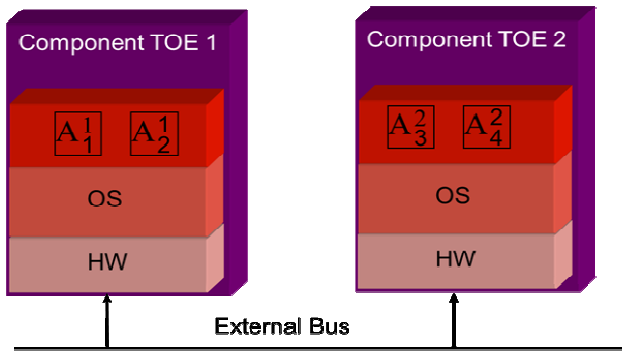 Component TOE 1
A¹₁ A¹₂
OS
HW
Component TOE 2
A²₃ A²₄
OS
HW
External Bus